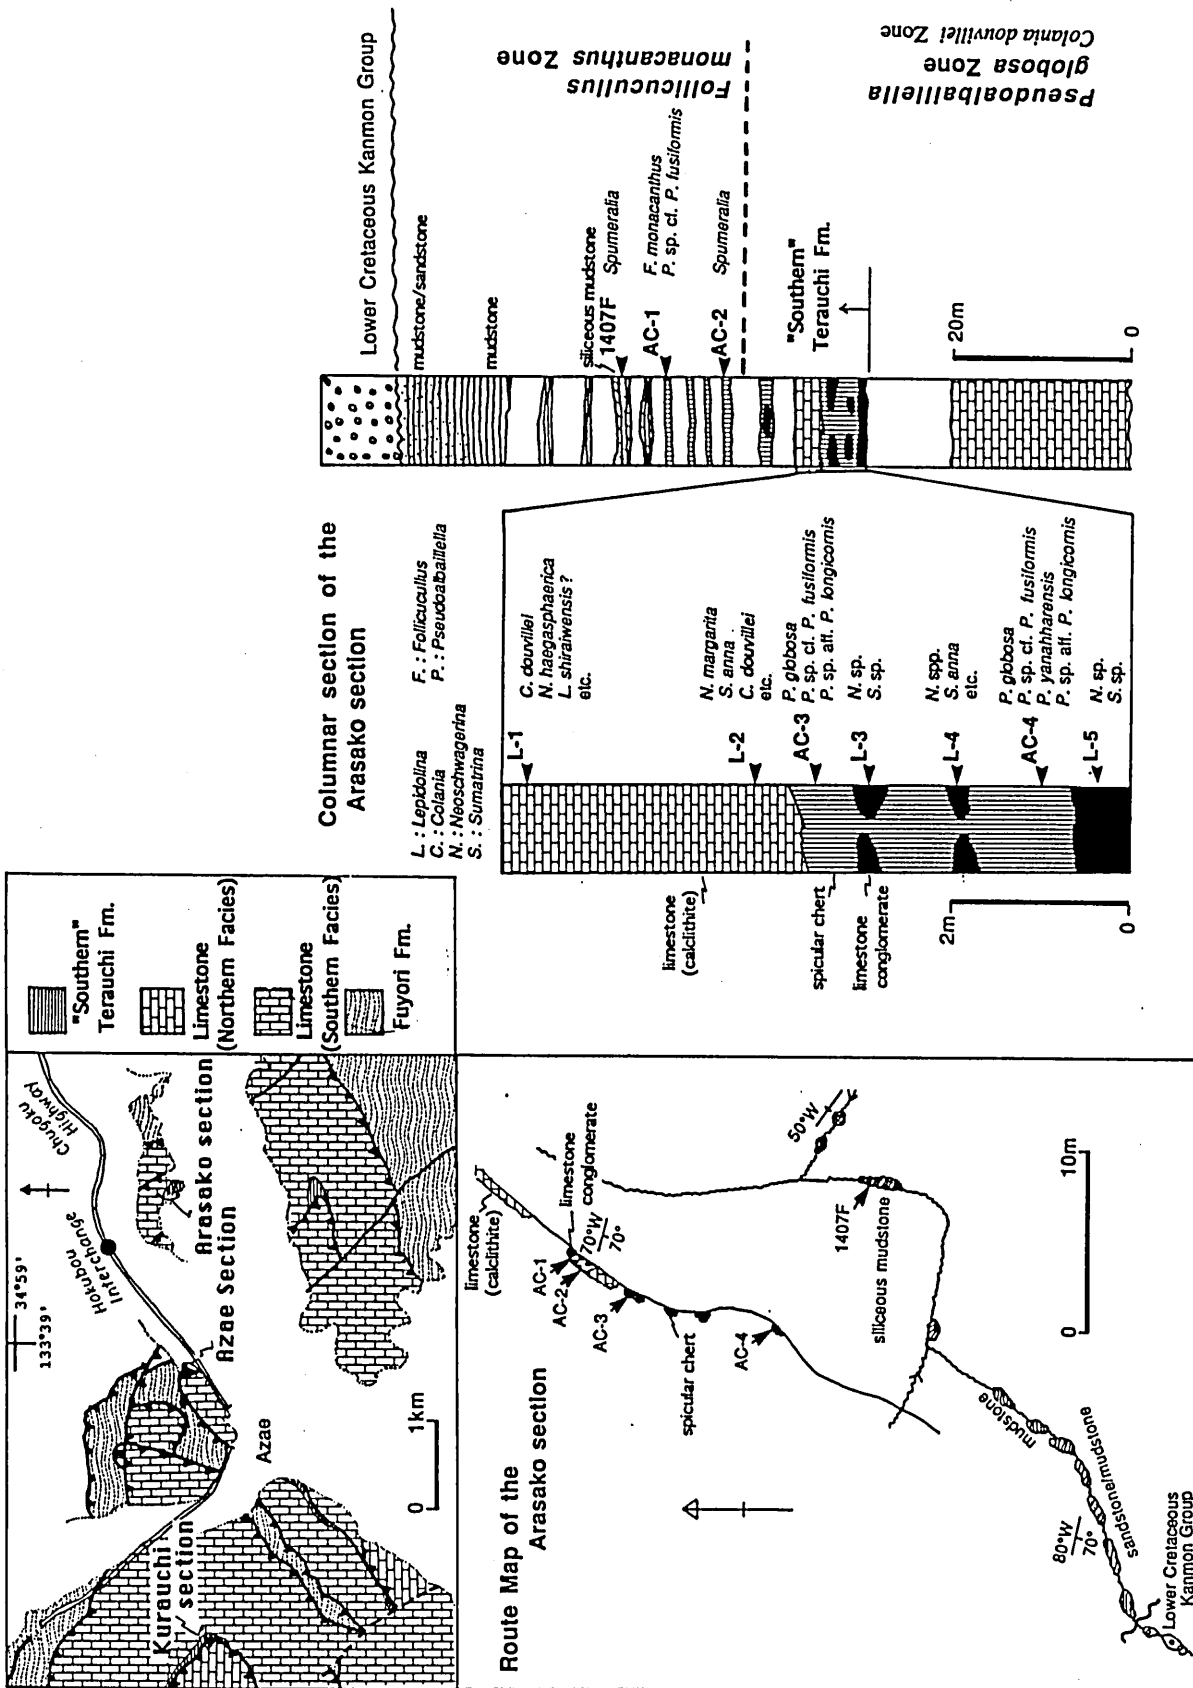 34°59'
133°39'
Hokubou
Interchange
Chugoku
Highway
Arasako section
Azae Section
Azae
Kurauchi
section
0 1km
"Southern"
Terauchi Fm.
Limestone
(Northern Facies)
Limestone
(Southern Facies)
Fuyori Fm.
Route Map of the
Arasako section
limestone
(calclithite)
AC-1
AC-2
AC-3
AC-4
limestone
conglomerate
70°W
70°
spicular chert
50°W
1407F
siliceous mudstone
mudstone
sandstone/mudstone
80°W
70°
Lower Cretaceous
Kanmon Group
0 10m
Columnar section of the
Arasako section
L. : Lepidolina
C. : Colania
N. : Neoschwagerina
S. : Sumatrina
F. : Follicucullus
P. : Pseudoalbaillella
L-1
C. douvillei
N. haegasphaerica
L. shiraiwensis?
etc.
L-2
N. margarita
S. anna
C. douvillei
etc.
AC-3
P. globosa
P. sp. cf. P. fusiformis
P. sp. aff. P. longicornis
L-3
N. sp.
S. sp.
L-4
N. spp.
S. anna
etc.
AC-4
P. globosa
P. sp. cf. P. fusiformis
P. yanahharensis
P. sp. aff. P. longicornis
L-5
N. sp.
S. sp.
limestone
(calclithite)
spicular chert
limestone
conglomerate
2m
0
Lower Cretaceous Kanmon Group
mudstone/sandstone
mudstone
siliceous mudstone
1407F
Spumeralia
AC-1
F. monacanthus
P. sp. cf. P. fusiformis
AC-2
Spumeralia
"Southern"
Terauchi Fm.
20m
0
Follicucullus
monacanthus Zone
Pseudoalbaillella
globosa Zone
Colania douvillei Zone